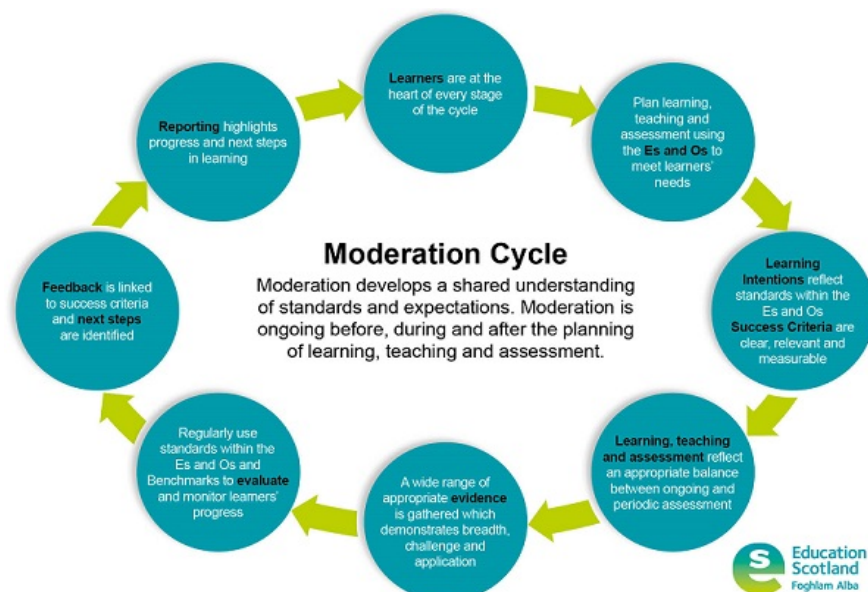 Learners are at the
heart of every stage
of the cycle
Plan learning,
teaching and
assessment using
the Es and Os to
meet learners'
needs
Learning
Intentions reflect
standards within the
Es and Os
Success Criteria are
clear, relevant and
measurable
Learning, teaching
and assessment reflect
an appropriate balance
between ongoing and
periodic assessment
A wide range of
appropriate evidence
is gathered which
demonstrates breadth,
challenge and
application
Regularly use
standards within the
Es and Os and
Benchmarks to evaluate
and monitor learners'
progress
Feedback is linked
to success criteria
and next steps
are identified
Reporting highlights
progress and next steps
in learning
Moderation Cycle
Moderation develops a shared understanding
of standards and expectations. Moderation is
ongoing before, during and after the planning
of learning, teaching and assessment.
Education
Scotland
Foghlam Alba